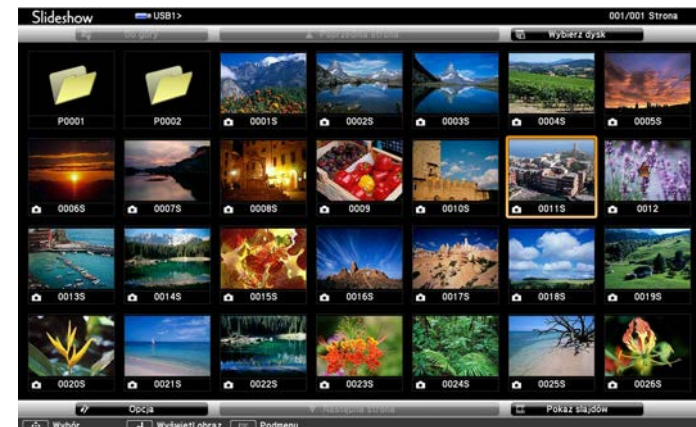 Slideshow USB1> 001/001 Strona
Do góry Poprzednia strona Wybierz dysk
P0001 P0002 0001S 0002S 0003S 0004S 0005S
0006S 0007S 0008S 0009 0010S 0011S 0012
0013S 0014S 0015S 0016S 0017S 0018S 0019S
0020S 0021S 0022S 0023S 0024S 0025S 0026S
Opcja Następna strona Pokaz slajdów
Wybór Wyświetl obraz Podmenu